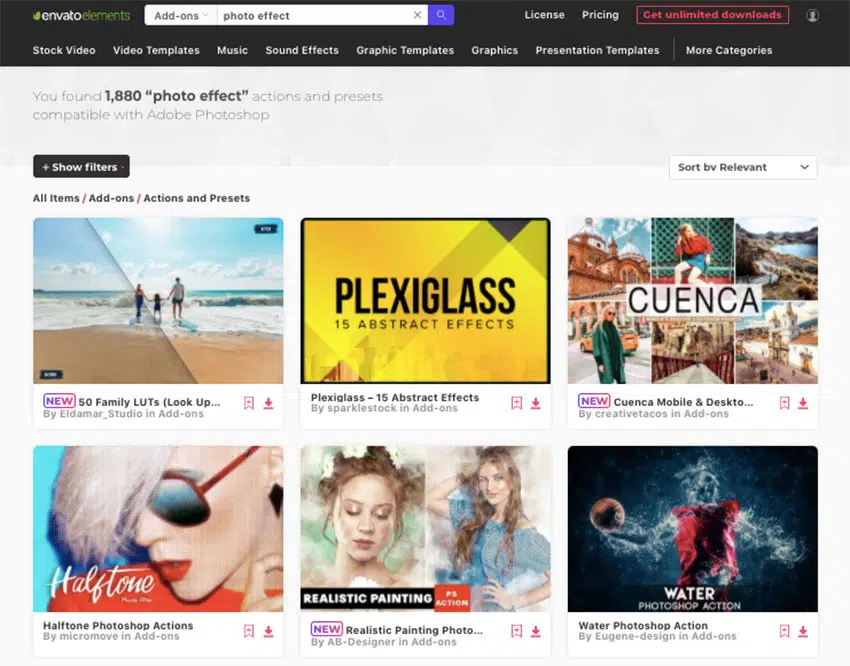 envatoelements
Add-ons
photo effect
License
Pricing
Get unlimited downloads
Stock Video
Video Templates
Music
Sound Effects
Graphic Templates
Graphics
Presentation Templates
More Categories
You found 1,880 “photo effect” actions and presets
compatible with Adobe Photoshop
+ Show filters
Sort by Relevant
All Items / Add-ons / Actions and Presets
PLEXIGLASS
15 ABSTRACT EFFECTS
CUENCA
NEW 50 Family LUTs (Look Up...
By Eldamar_Studio in Add-ons
Plexiglass – 15 Abstract Effects
By sparklestock in Add-ons
NEW Cuenca Mobile & Deskto...
By creativetacos in Add-ons
Halftone
REALISTIC PAINTING
PS
ACTION
WATER
PHOTOSHOP ACTION
Halftone Photoshop Actions
By micromove in Add-ons
NEW Realistic Painting Photo...
By AB-Designer in Add-ons
Water Photoshop Action
By Eugene-design in Add-ons